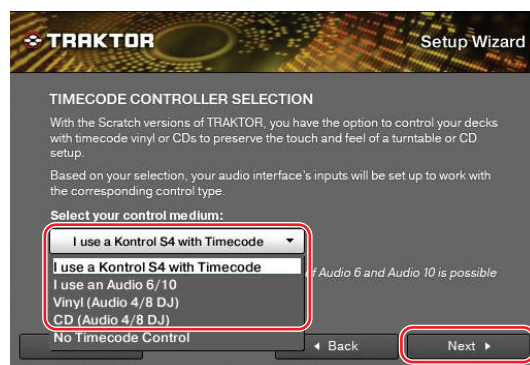 TRAKTOR
Setup Wizard
TIMECODE CONTROLLER SELECTION
With the Scratch versions of TRAKTOR, you have the option to control your decks
with timecode vinyl or CDs to preserve the touch and feel of a turntable or CD
setup.
Based on your selection, your audio interface's inputs will be set up to work with
the corresponding control type.
Select your control medium:
I use a Kontrol S4 with Timecode
I use a Kontrol S4 with Timecode
of Audio 6 and Audio 10 is possible
I use an Audio 6/10
Vinyl (Audio 4/8 DJ)
CD (Audio 4/8 DJ)
No Timecode Control
Back
Next